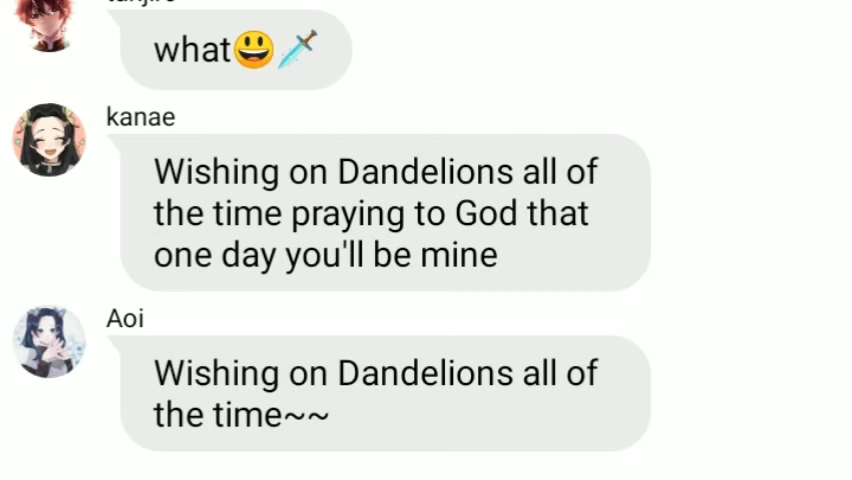 tanjiro
what😃🗡️
kanae
Wishing on Dandelions all of
the time praying to God that
one day you'll be mine
Aoi
Wishing on Dandelions all of
the time~~